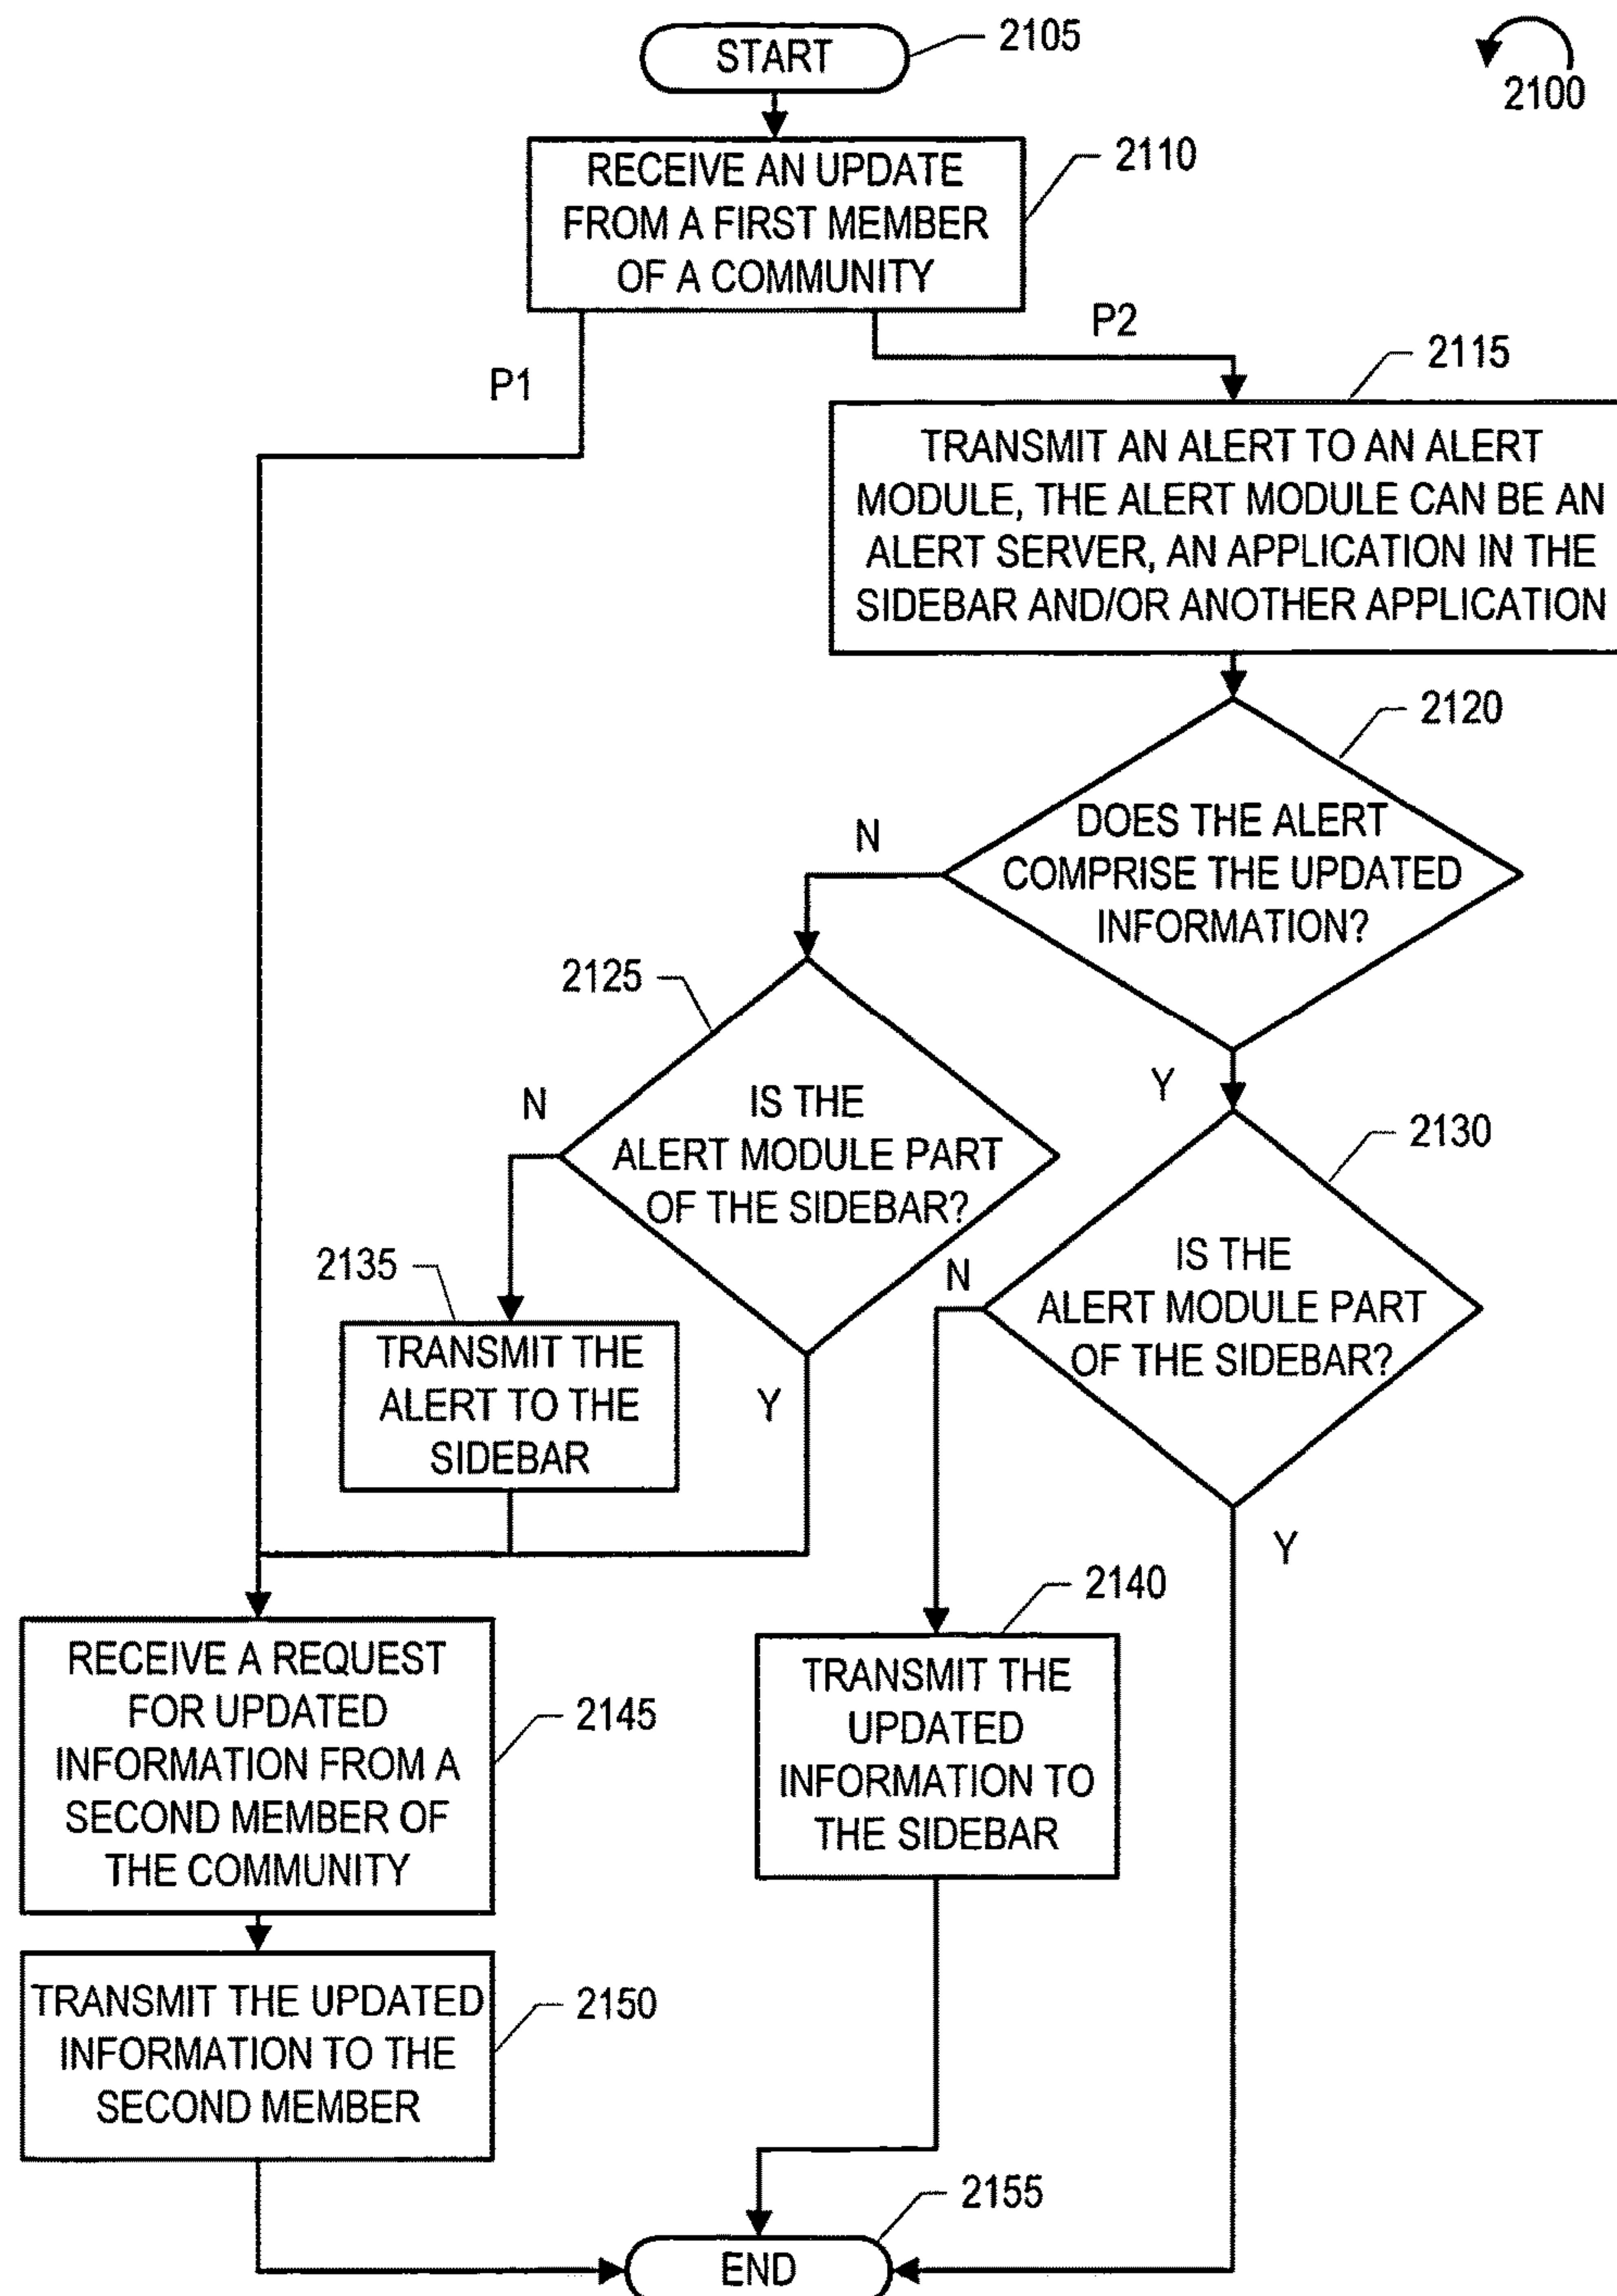 START
2105
2100
RECEIVE AN UPDATE
FROM A FIRST MEMBER
OF A COMMUNITY
2110
P1
P2
2115
TRANSMIT AN ALERT TO AN ALERT
MODULE, THE ALERT MODULE CAN BE AN
ALERT SERVER, AN APPLICATION IN THE
SIDEBAR AND/OR ANOTHER APPLICATION
2120
DOES THE ALERT
COMPRISE THE UPDATED
INFORMATION?
N
Y
2125
IS THE
ALERT MODULE PART
OF THE SIDEBAR?
N
Y
2130
IS THE
ALERT MODULE PART
OF THE SIDEBAR?
N
Y
2135
TRANSMIT THE
ALERT TO THE
SIDEBAR
2140
TRANSMIT THE
UPDATED
INFORMATION TO
THE SIDEBAR
RECEIVE A REQUEST
FOR UPDATED
INFORMATION FROM A
SECOND MEMBER OF
THE COMMUNITY
2145
TRANSMIT THE UPDATED
INFORMATION TO THE
SECOND MEMBER
2150
2155
END